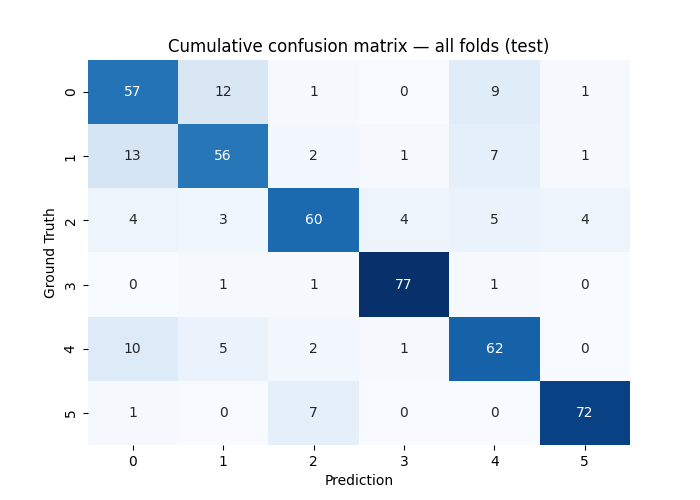 Cumulative confusion matrix — all folds (test)
Ground Truth
0 57 12 1 0 9 1
1 13 56 2 1 7 1
2 4 3 60 4 5 4
3 0 1 1 77 1 0
4 10 5 2 1 62 0
5 1 0 7 0 0 72
0 1 2 3 4 5
Prediction